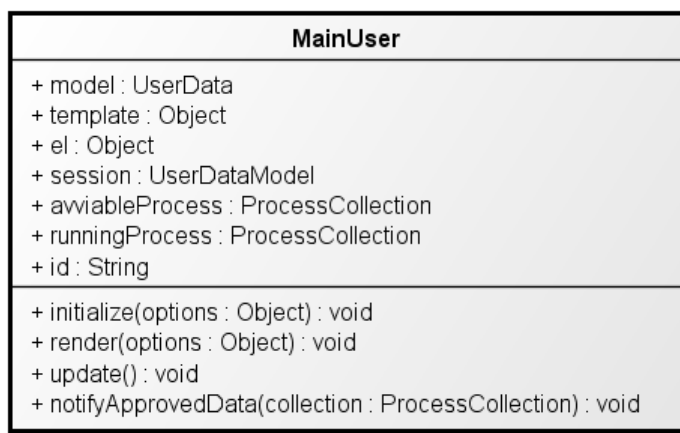 MainUser
+ model : UserData
+ template : Object
+ el : Object
+ session : UserDataModel
+ avviableProcess : ProcessCollection
+ runningProcess : ProcessCollection
+ id : String
+ initialize(options : Object) : void
+ render(options : Object) : void
+ update() : void
+ notifyApprovedData(collection : ProcessCollection) : void